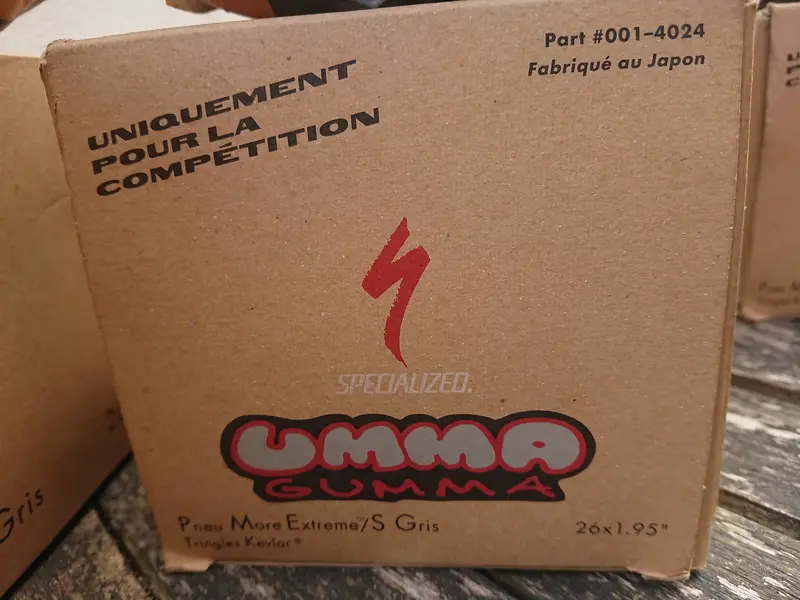 Part #001-4024
Fabriqué au Japon
UNIQUEMENT
POUR LA
COMPÉTITION
SPECIALIZED.
UMMA
GUMMA
Pneu More Extreme™/S Gris
Tringles Kevlar®
26x1.95"
Gris